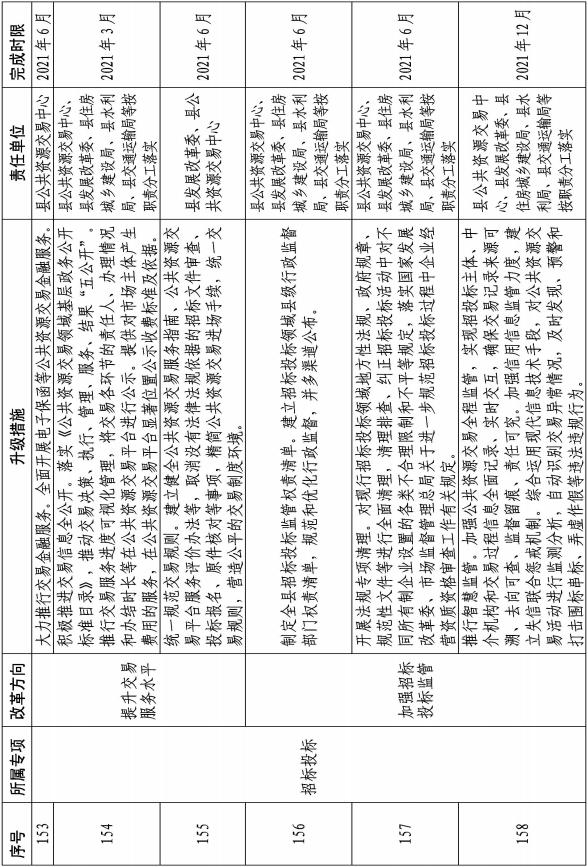 序号
所属专项
改革方向
升级措施
责任单位
完成时限
153
招标投标
提升交易
服务水平
大力推行交易金融服务。全面开展电子保函等公共资源交易金融服务。
县公共资源交易中心
2021年6月
154
积极推进交易信息全公开。落实《公共资源交易领域基层政务公开
标准目录》，推动交易决策、执行、管理、服务、结果“五公开”。
推行交易服务进度可视化管理，将交易各环节的责任人、办理情况
和办结时长等在公共资源交易平台进行公示。提供对市场主体产生
费用的服务，在公共资源交易平台显著位置公示收费标准及依据。
县公共资源交易中心、
县发展改革委、县住房
城乡建设局、县水利
局、县交通运输局等按
职责分工落实
2021年3月
155
统一规范交易规则。建立健全公共资源交易服务指南、公共资源交
易平台服务评价办法等，取消没有法律法规依据的招标文件审查、
投标报名、原件核对等事项，精简公共资源交易进场手续，统一交
易规则，营造公平的交易制度环境。
县发展改革委、县公
共资源交易中心
2021年6月
156
加强招标
投标监管
制定全县招标投标监管权责清单。建立招标投标领域县级行政监督
部门权责清单，规范和优化行政监督，并多渠道公布。
县公共资源交易中心、
县发展改革委、县住房
城乡建设局、县水利
局、县交通运输局等按
职责分工落实
2021年6月
157
开展法规专项清理。对现行招标投标领域地方性法规、政府规章、
规范性文件等进行全面清理，清理排查、纠正招标投标活动中对不
同所有制企业设置的各类不合理限制和不平等规定，落实国家发展
改革委、市场监督管理总局关于进一步规范招标投标过程中企业经
营资质资格审查工作有关规定。
县公共资源交易中心、
县发展改革委、县住房
城乡建设局、县水利
局、县交通运输局等按
职责分工落实
2021年6月
158
推行智慧监管。加强公共资源交易全程监管，实现招投标主体、中
介机构和交易过程信息全面记录、实时交互，确保交易记录来源可
溯、去向可查、监督留痕、责任可究。加强信用信息监管力度，建
立失信联合惩戒机制。综合运用现代信息技术手段，对公共资源交
易活动进行监测分析，自动识别交易异常情况，及时发现、预警和
打击围标串标、弄虚作假等违法违规行为。
县公共资源交易中
心、县发展改革委、县
住房城乡建设局、县水
利局、县交通运输局等
按职责分工落实
2021年12月